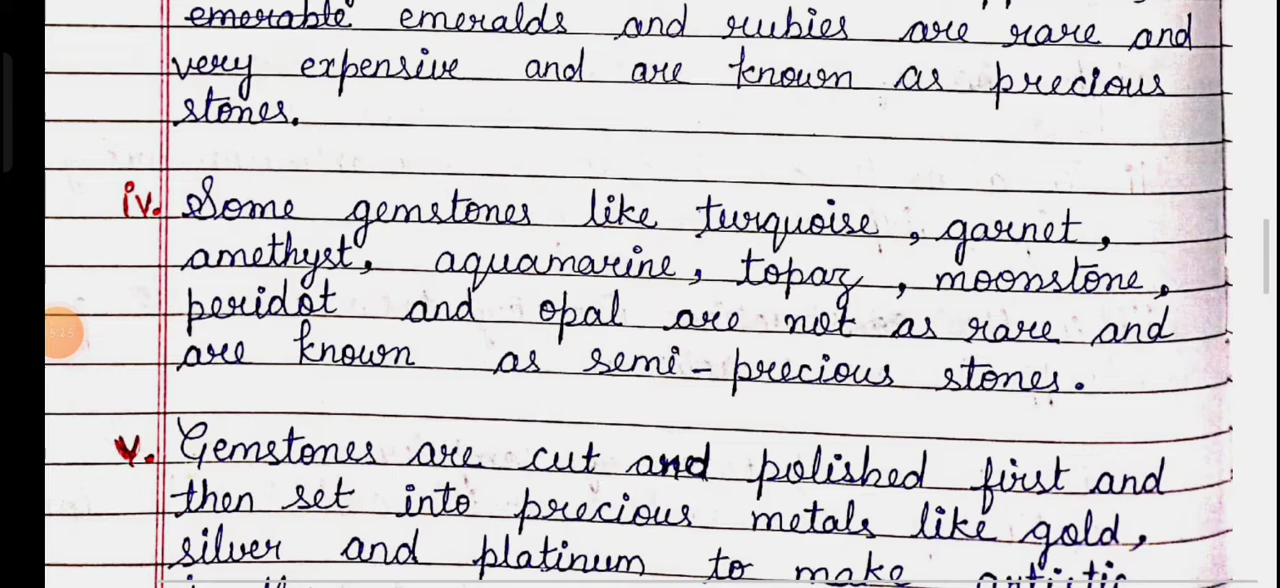 emerable emeralds and rubies are rare and
very expensive and are known as precious
stones.
iv. Some gemstones like turquoise, garnet,
amethyst, aquamarine, topaz, moonstone,
peridot and opal are not as rare and
are known as semi-precious stones.
v. Gemstones are cut and polished first and
then set into precious metals like gold,
silver and platinum to make artistic